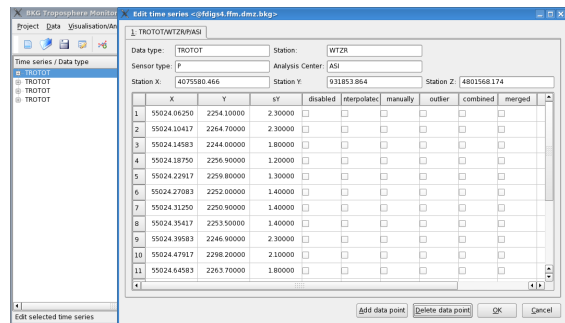 BKG Troposphere Monitor
Edit time series <@fdigs4.ffm.dmz.bkg>
Project Data Visualisation/An
1: TROTOT/WTZR/P/ASI
Data type: TROTOT Station: WTZR
Sensor type: P Analysis Center: ASI
Station X: 4075580.466 Station Y: 931853.864 Station Z: 4801568.174
Time series / Data type
TROTOT
TROTOT
TROTOT
TROTOT
X Y sY disabled nterpolated manually outlier combined merged
1 55024.06250 2254.10000 2.30000
2 55024.10417 2264.70000 2.30000
3 55024.14583 2244.00000 1.80000
4 55024.18750 2256.90000 1.20000
5 55024.22917 2259.80000 1.30000
6 55024.27083 2252.00000 1.40000
7 55024.31250 2250.90000 1.40000
8 55024.35417 2253.50000 1.40000
9 55024.39583 2246.90000 2.30000
10 55024.47917 2298.20000 2.10000
11 55024.64583 2263.70000 1.80000
Add data point Delete data point OK Cancel
Edit selected time series